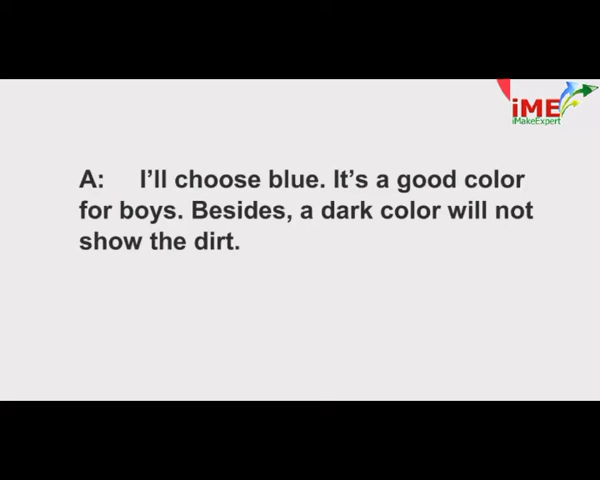 iME
iMakeExpert
A: I'll choose blue. It's a good color
for boys. Besides, a dark color will not
show the dirt.